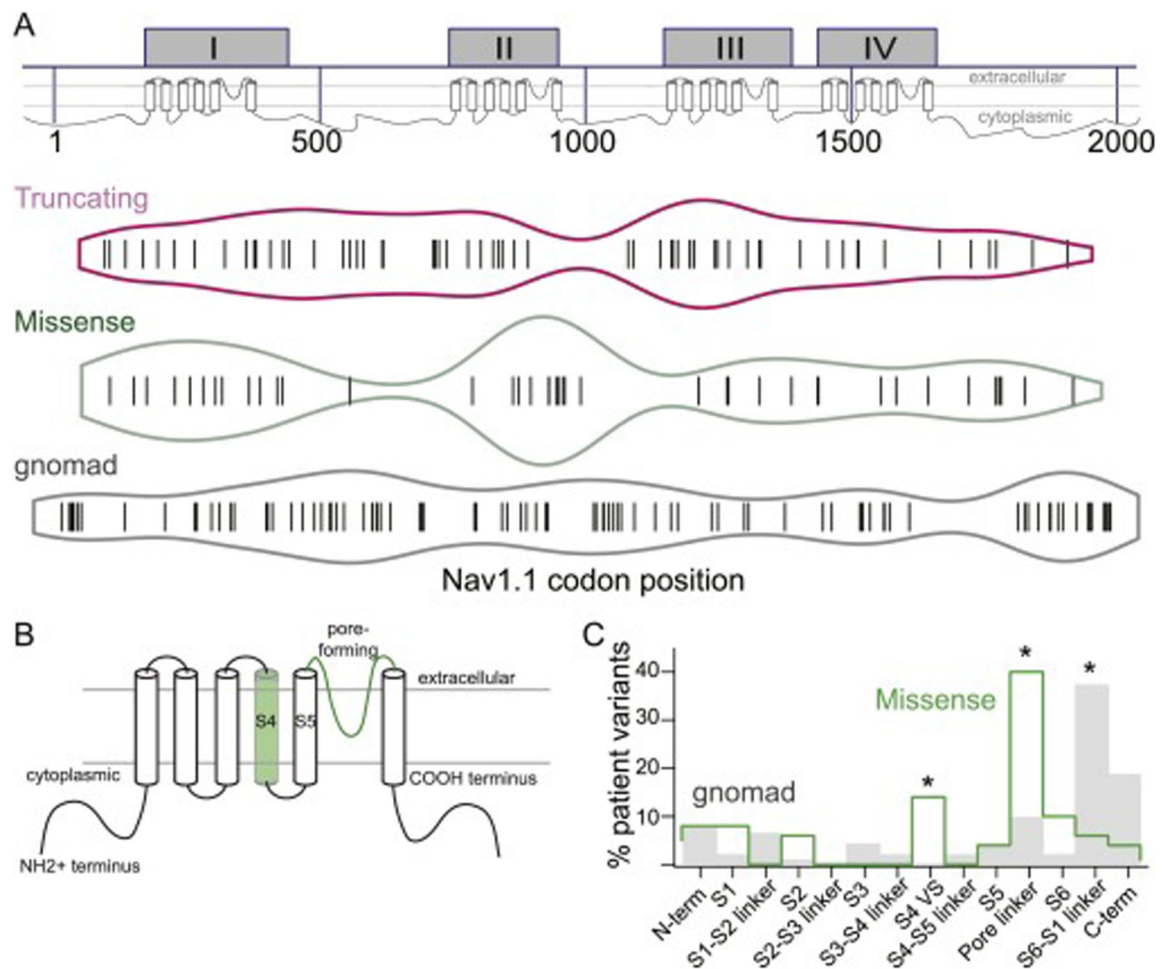 A
I II III IV
extracellular
cytoplasmic
1 500 1000 1500 2000
Truncating
Missense
gnomad
Nav1.1 codon position
B
pore-
forming
extracellular
S4 S5
cytoplasmic
COOH terminus
NH2+ terminus
C
% patient variants
40
30
20
10
* * *
Missense
gnomad
N-term
S1
S1-S2 linker
S2
S2-S3 linker
S3
S3-S4 linker
S4 VS
S4-S5 linker
S5
Pore linker
S6
S6-S1 linker
C-term